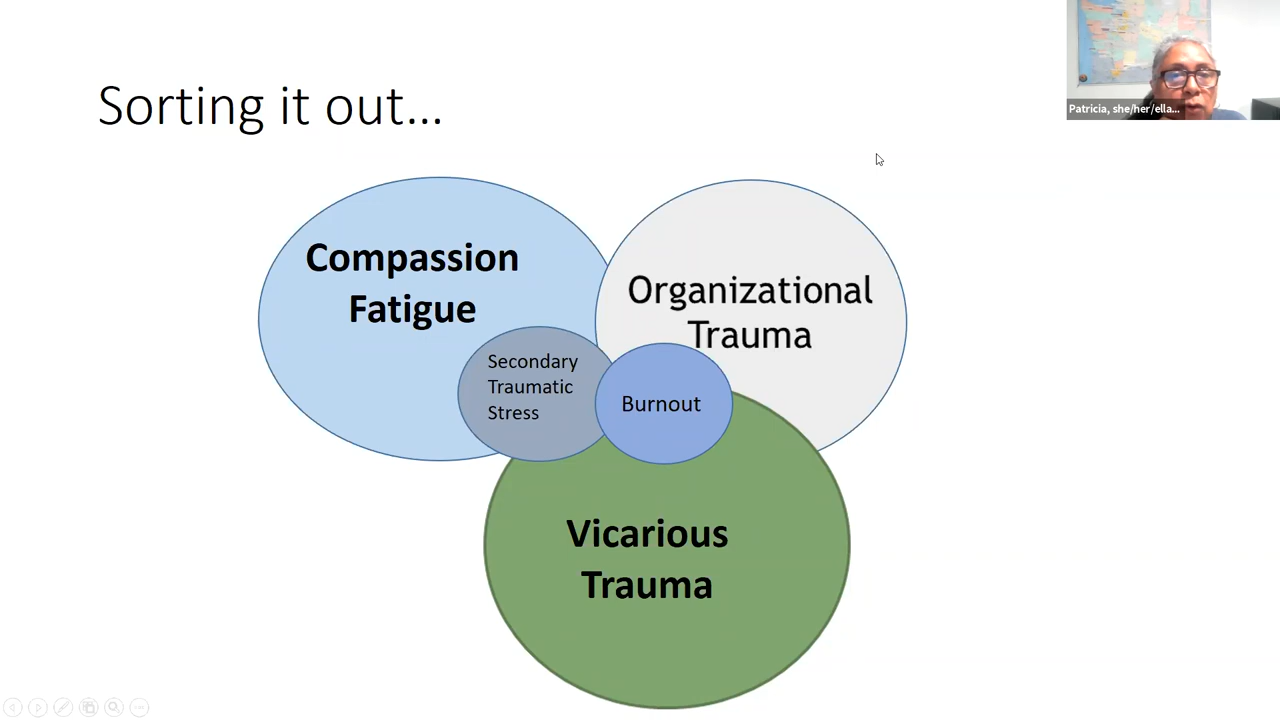 Sorting it out...
Patricia, she/her/ella...
Compassion
Fatigue
Organizational
Trauma
Secondary
Traumatic
Stress
Burnout
Vicarious
Trauma